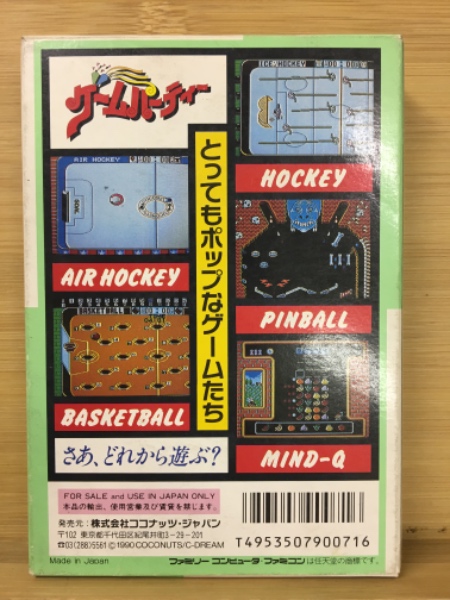 ゲームパーティー
ICE HOCKEY
HOCKEY
とってもポップなゲームたち
AIR HOCKEY
GOAL
AIR HOCKEY
PINBALL
BASKETBALL
BASKETBALL
MIND-Q
さあ、どれから遊ぶ?
FOR SALE and USE IN JAPAN ONLY
本品の輸出、使用営業及び賃貸を禁じます。
発売元:株式会社ココナッツ・ジャパン
〒102 東京都千代田区紀尾井町3-29-201
☎03(288)5561 ©1990 COCONUTS/C-DREAM
T4953507900716
Made in Japan
ファミリーコンピュータ・ファミコンは任天堂の商標です。